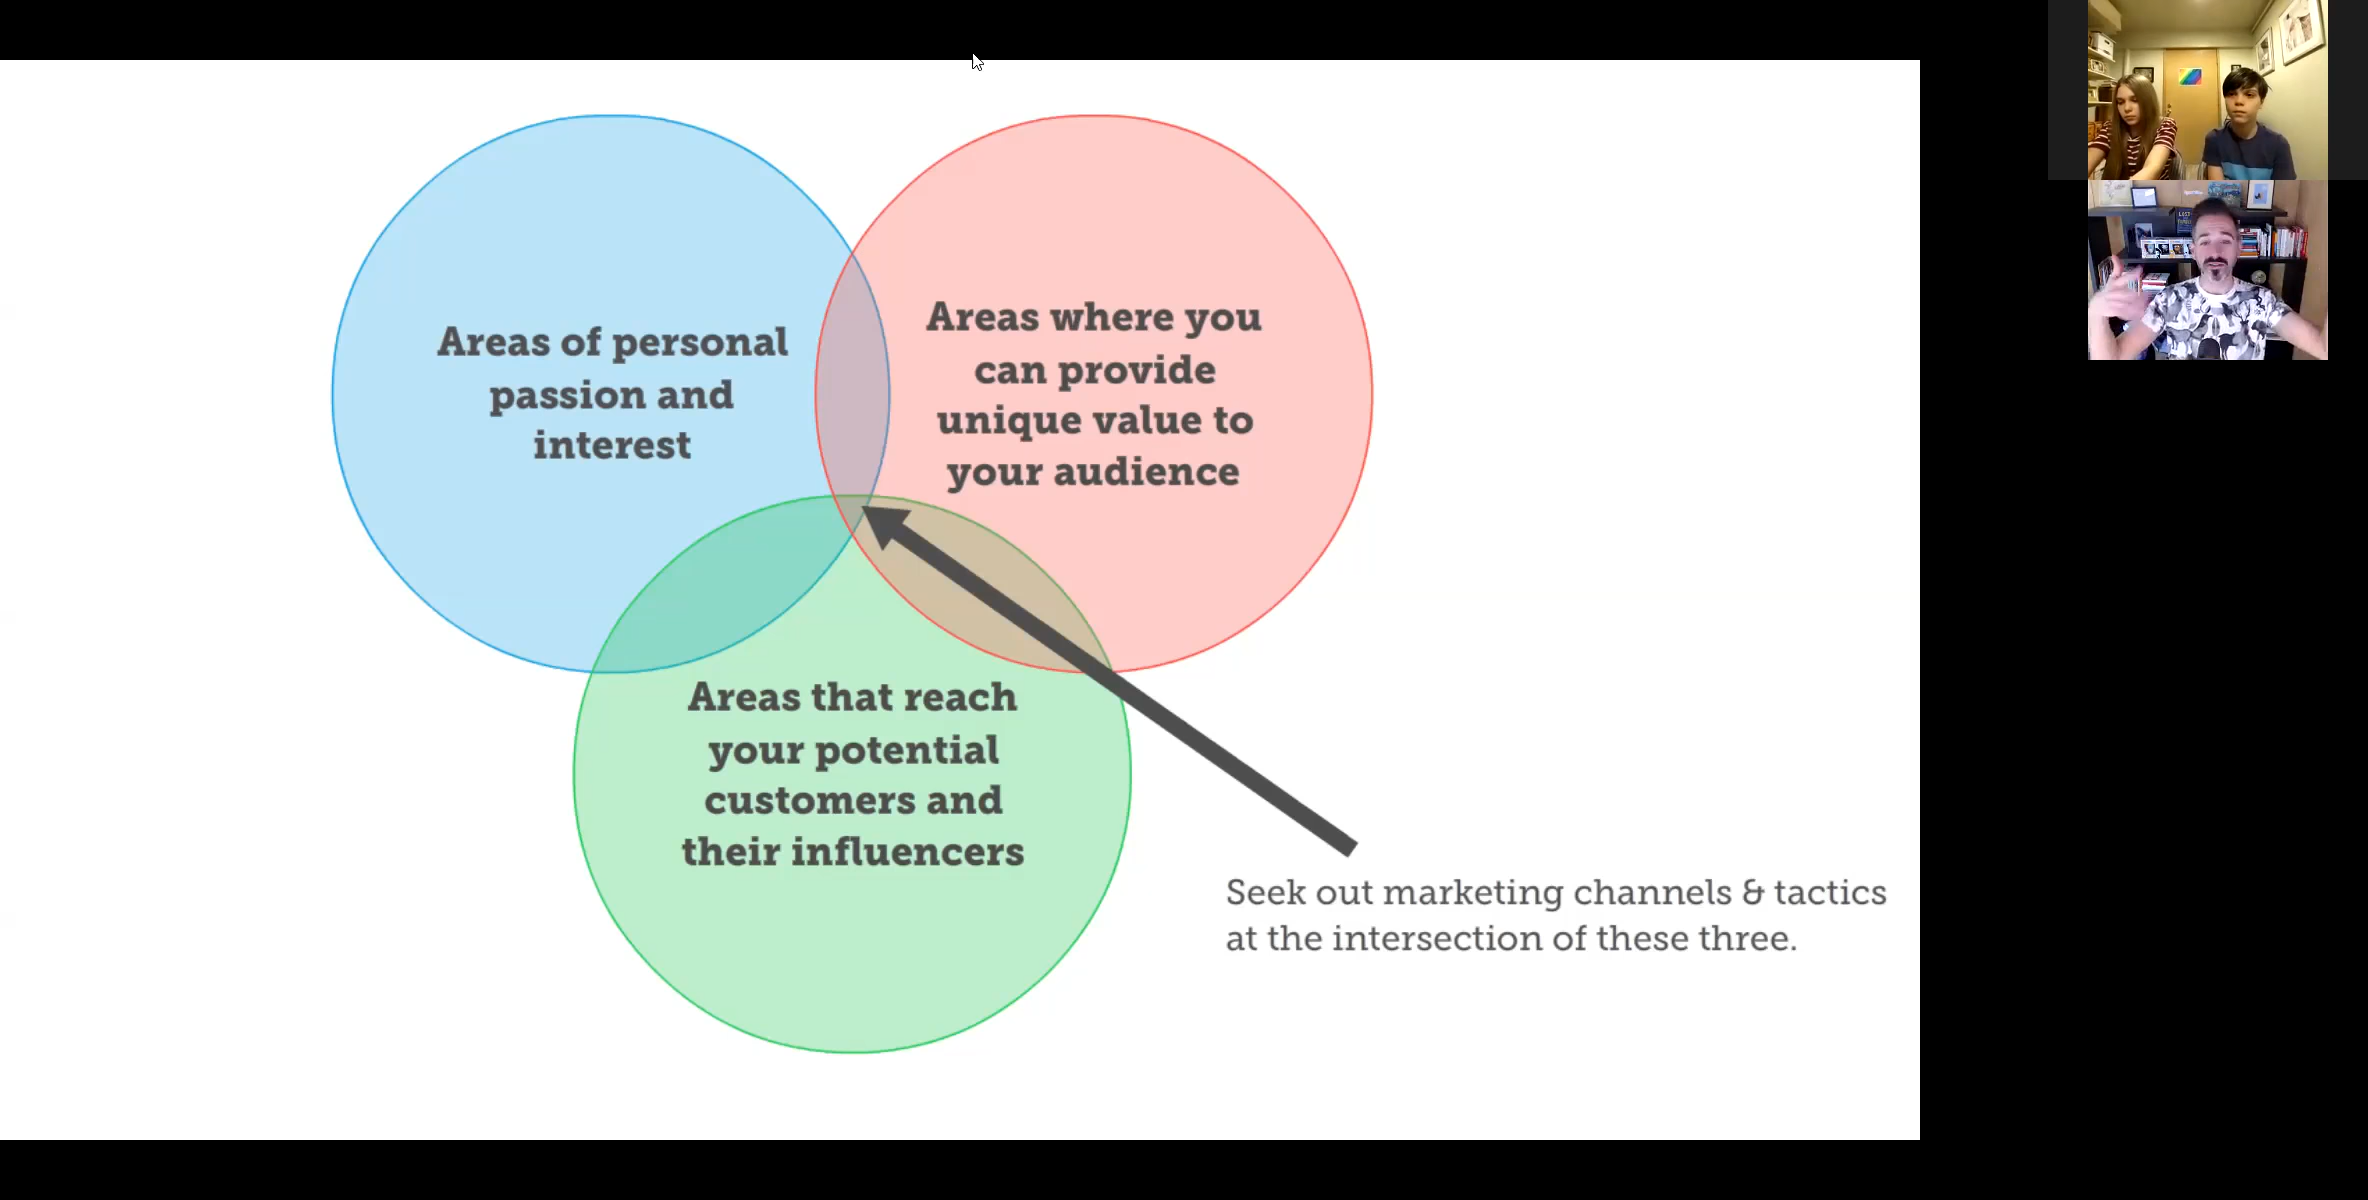 Areas of personal
passion and
interest
Areas where you
can provide
unique value to
your audience
Areas that reach
your potential
customers and
their influencers
Seek out marketing channels & tactics
at the intersection of these three.